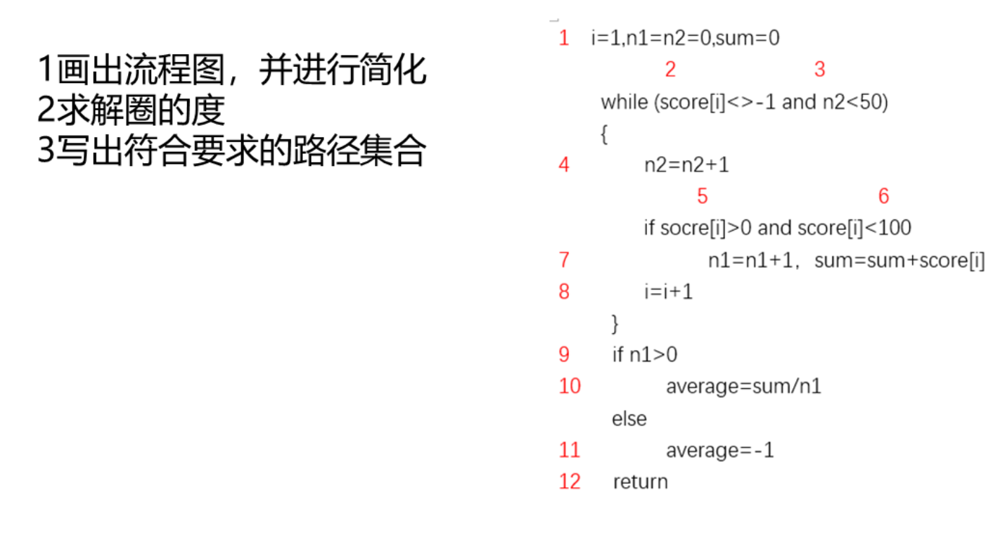 1画出流程图，并进行简化
2求解圈的度
3写出符合要求的路径集合
1 i=1,n1=n2=0,sum=0
2 3
while (score[i]<>-1 and n2<50)
{
4 n2=n2+1
5 6
if socre[i]>0 and score[i]<100
7 n1=n1+1，sum=sum+score[i]
8 i=i+1
}
9 if n1>0
10 average=sum/n1
else
11 average=-1
12 return